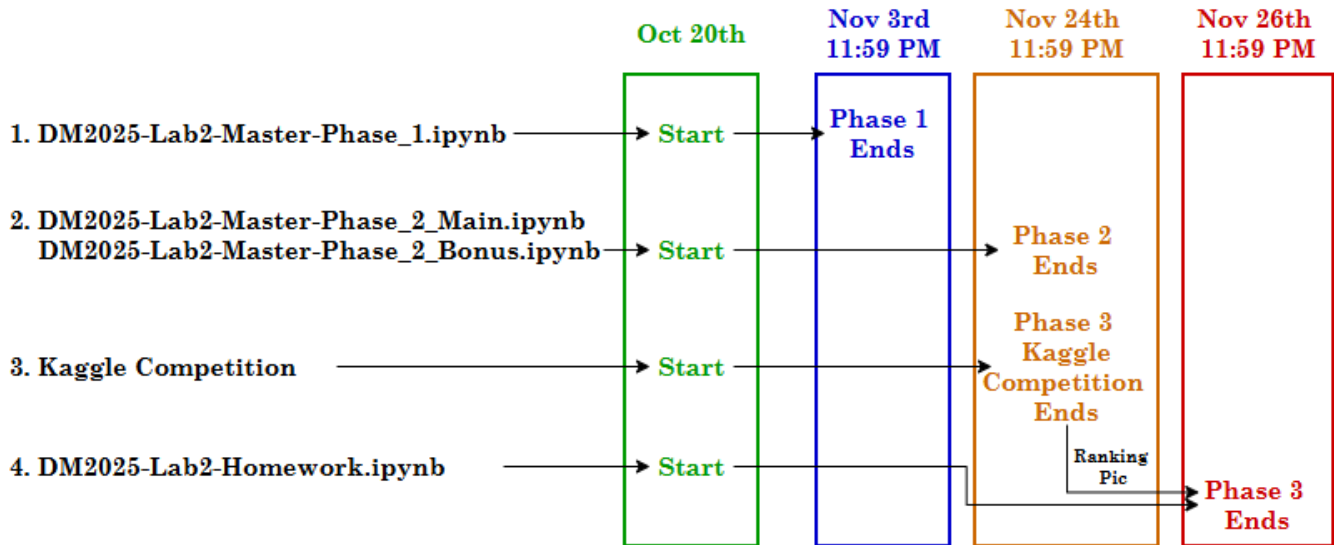 Oct 20th
Nov 3rd
11:59 PM
Nov 24th
11:59 PM
Nov 26th
11:59 PM
1. DM2025-Lab2-Master-Phase_1.ipynb
Start
Phase 1
Ends
2. DM2025-Lab2-Master-Phase_2_Main.ipynb
DM2025-Lab2-Master-Phase_2_Bonus.ipynb
Start
Phase 2
Ends
3. Kaggle Competition
Start
Phase 3
Kaggle
Competition
Ends
4. DM2025-Lab2-Homework.ipynb
Start
Ranking
Pic
Phase 3
Ends